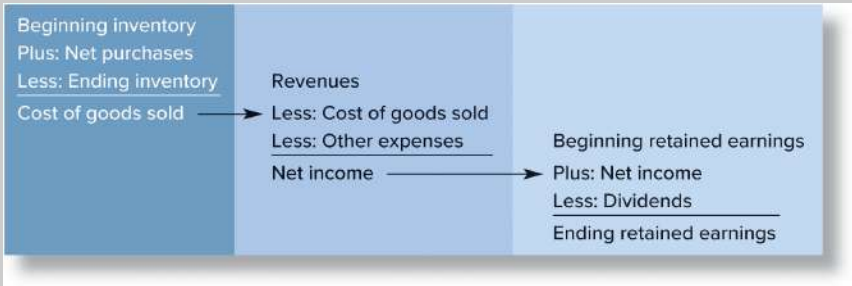 Beginning inventory
Plus: Net purchases
Less: Ending inventory
Cost of goods sold
Revenues
Less: Cost of goods sold
Less: Other expenses
Net income
Beginning retained earnings
Plus: Net income
Less: Dividends
Ending retained earnings